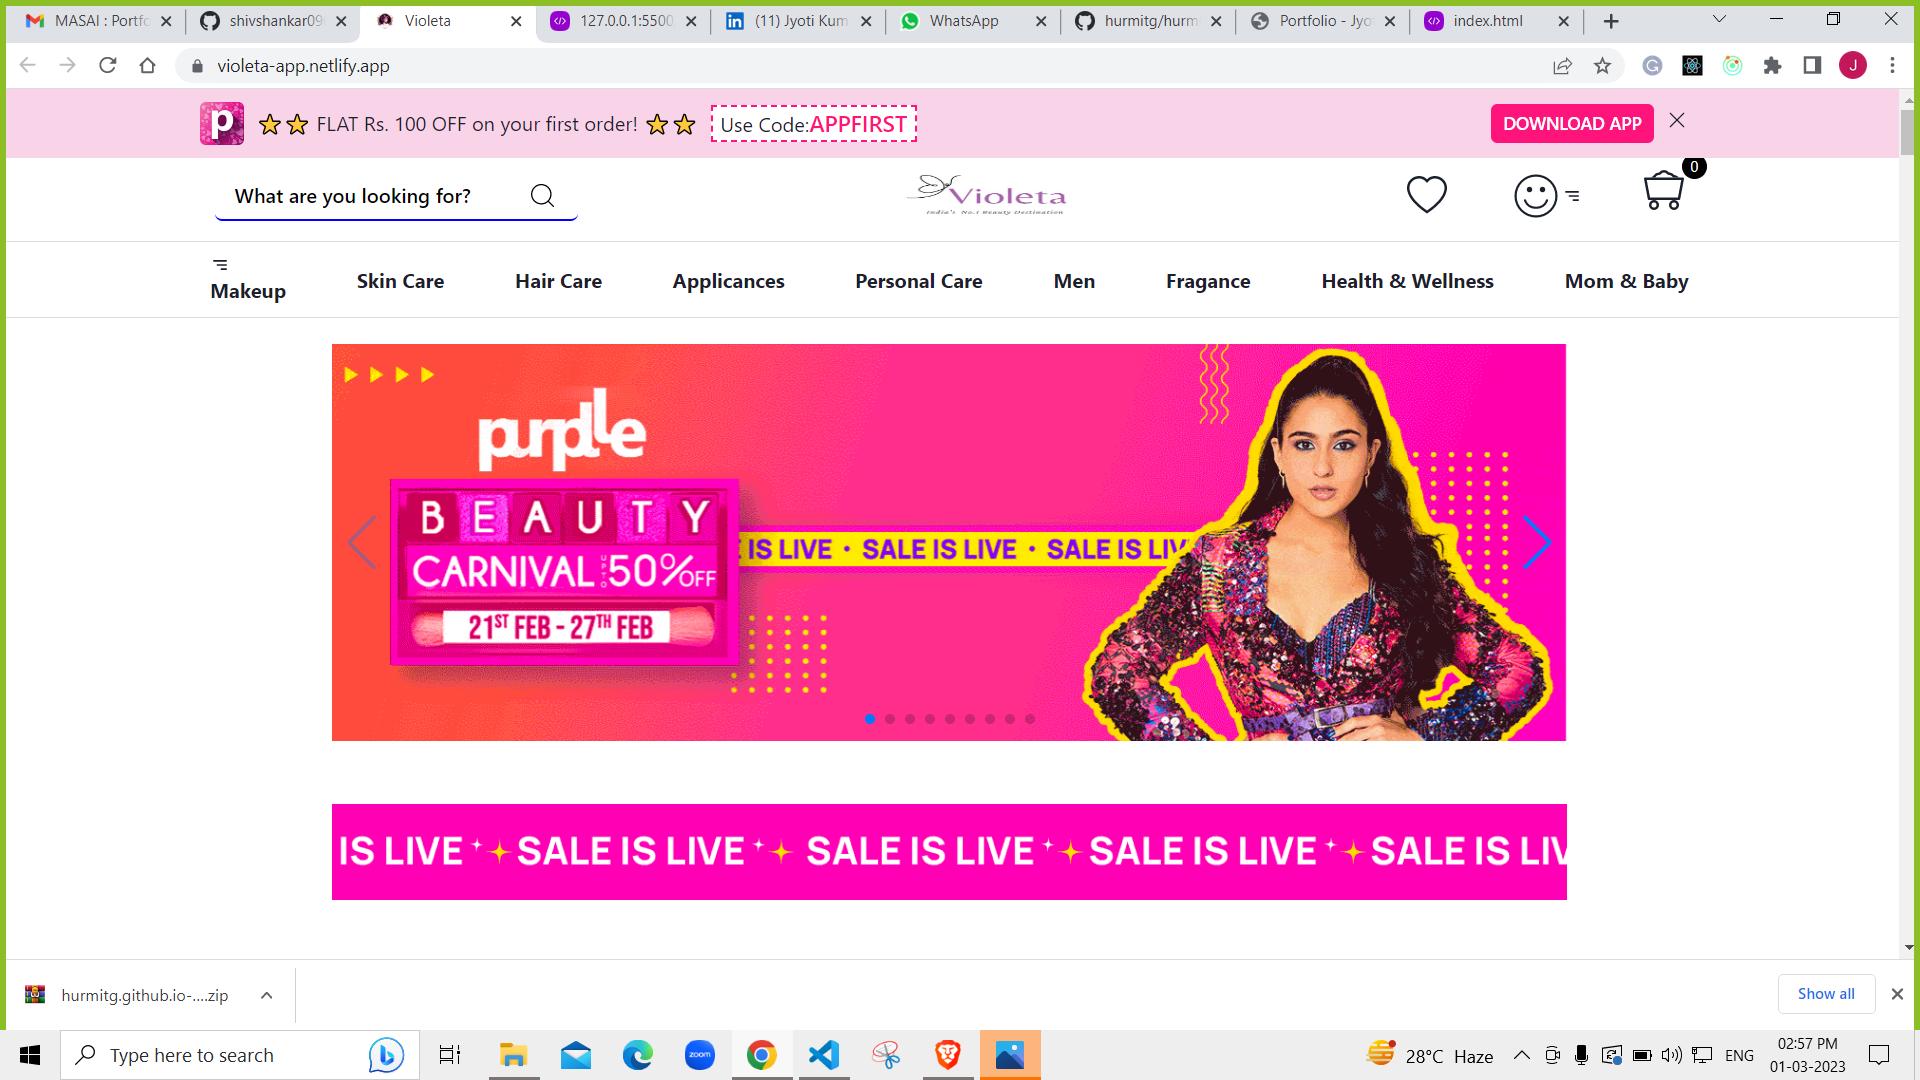 MASAI : Portfo
shivshankar09
Violeta
127.0.0.1:5500
(11) Jyoti Kum
WhatsApp
hurmitg/hurm
Portfolio - Jyo
index.html
violeta-app.netlify.app
J
p
FLAT Rs. 100 OFF on your first order!
Use Code:APPFIRST
DOWNLOAD APP
What are you looking for?
Violeta
India's No.1 Beauty Destination
0
Makeup
Skin Care
Hair Care
Applicances
Personal Care
Men
Fragance
Health & Wellness
Mom & Baby
purplle
BEAUTY
CARNIVAL UPTO 50% OFF
21ST FEB - 27TH FEB
E IS LIVE • SALE IS LIVE • SALE IS LIV
IS LIVE SALE IS LIVE SALE IS LIVE SALE IS LIVE SALE IS LIV
hurmitg.github.io-....zip
Show all
Type here to search
zoom
28°C Haze
ENG
02:57 PM
01-03-2023